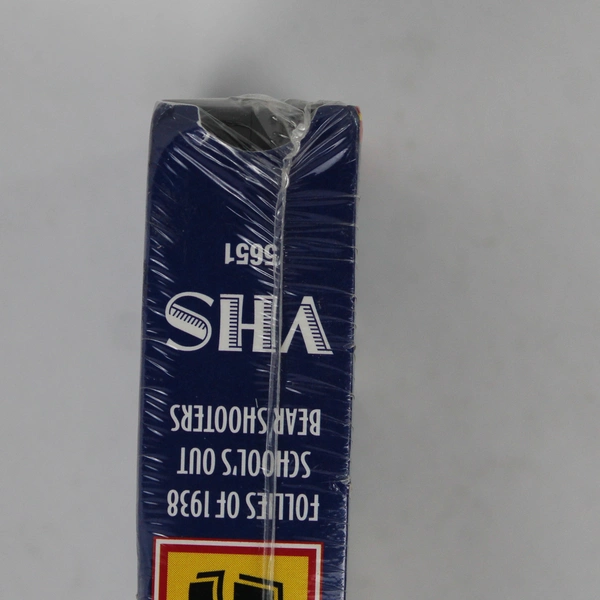 FOLLIES OF 1938
SCHOOL'S OUT
BEAR SHOOTERS
VHS
5651